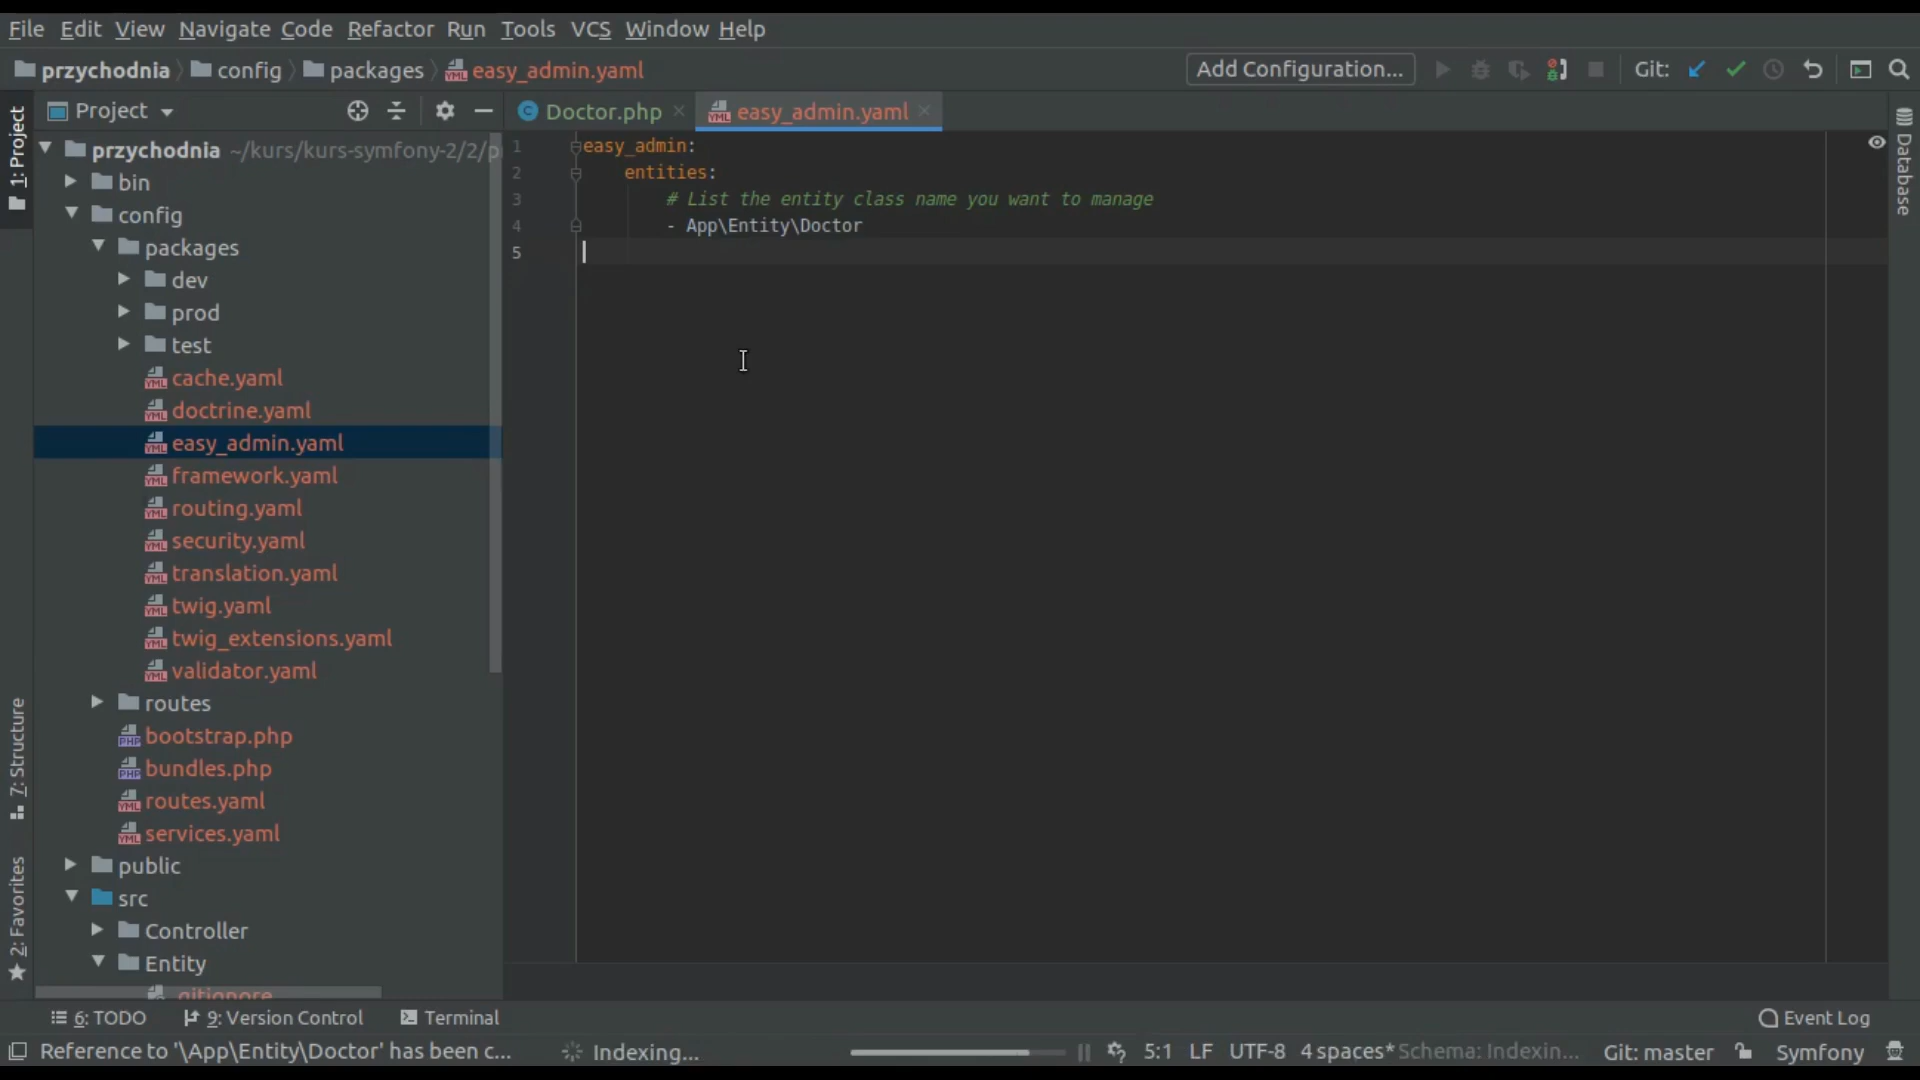 File Edit View Navigate Code Refactor Run Tools VCS Window Help
przychodnia config packages easy_admin.yaml Add Configuration... Git:
Project Doctor.php easy_admin.yaml
1: Project
7: Structure
2: Favorites
Database
przychodnia ~/kurs/kurs-symfony-2/2/p
bin
config
packages
dev
prod
test
cache.yaml
doctrine.yaml
easy_admin.yaml
framework.yaml
routing.yaml
security.yaml
translation.yaml
twig.yaml
twig_extensions.yaml
validator.yaml
routes
bootstrap.php
bundles.php
routes.yaml
services.yaml
public
src
Controller
Entity
.gitignore
1 easy_admin:
2 entities:
3 # List the entity class name you want to manage
4 - App\Entity\Doctor
5
6: TODO 9: Version Control Terminal Event Log
Reference to '\App\Entity\Doctor' has been c... Indexing... 5:1 LF UTF-8 4 spaces* Schema: Indexin... Git: master Symfony